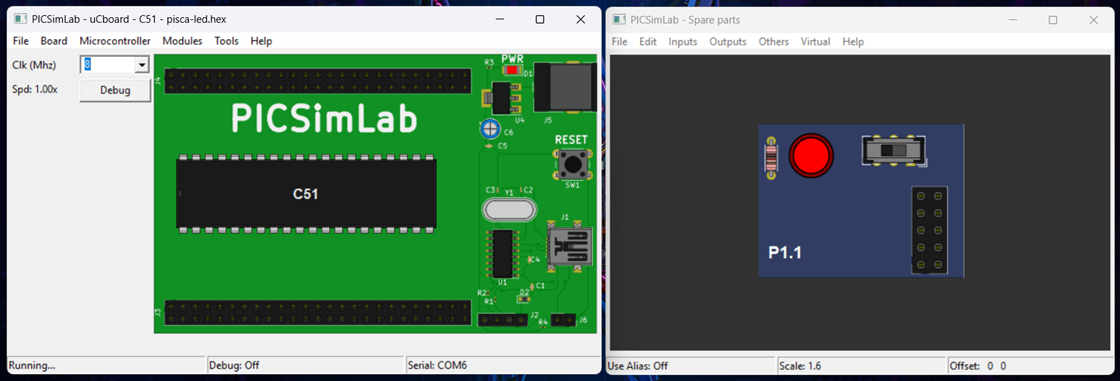 PICSimLab - uCboard - C51 - pisca-led.hex
File Board Microcontroller Modules Tools Help
Clk (Mhz) 8
Spd: 1.00x Debug
PICSimLab
C51
J4
J3
PWR
R3
D1
U4
J5
C6
C5
RESET
SW1
C3 Y1 C2
J1
U1
C4
C1
R2
D2
R1
J2
R4
J6
Running... Debug: Off Serial: COM6
PICSimLab - Spare parts
File Edit Inputs Outputs Others Virtual Help
P1.1
Use Alias: Off Scale: 1.6 Offset: 0 0